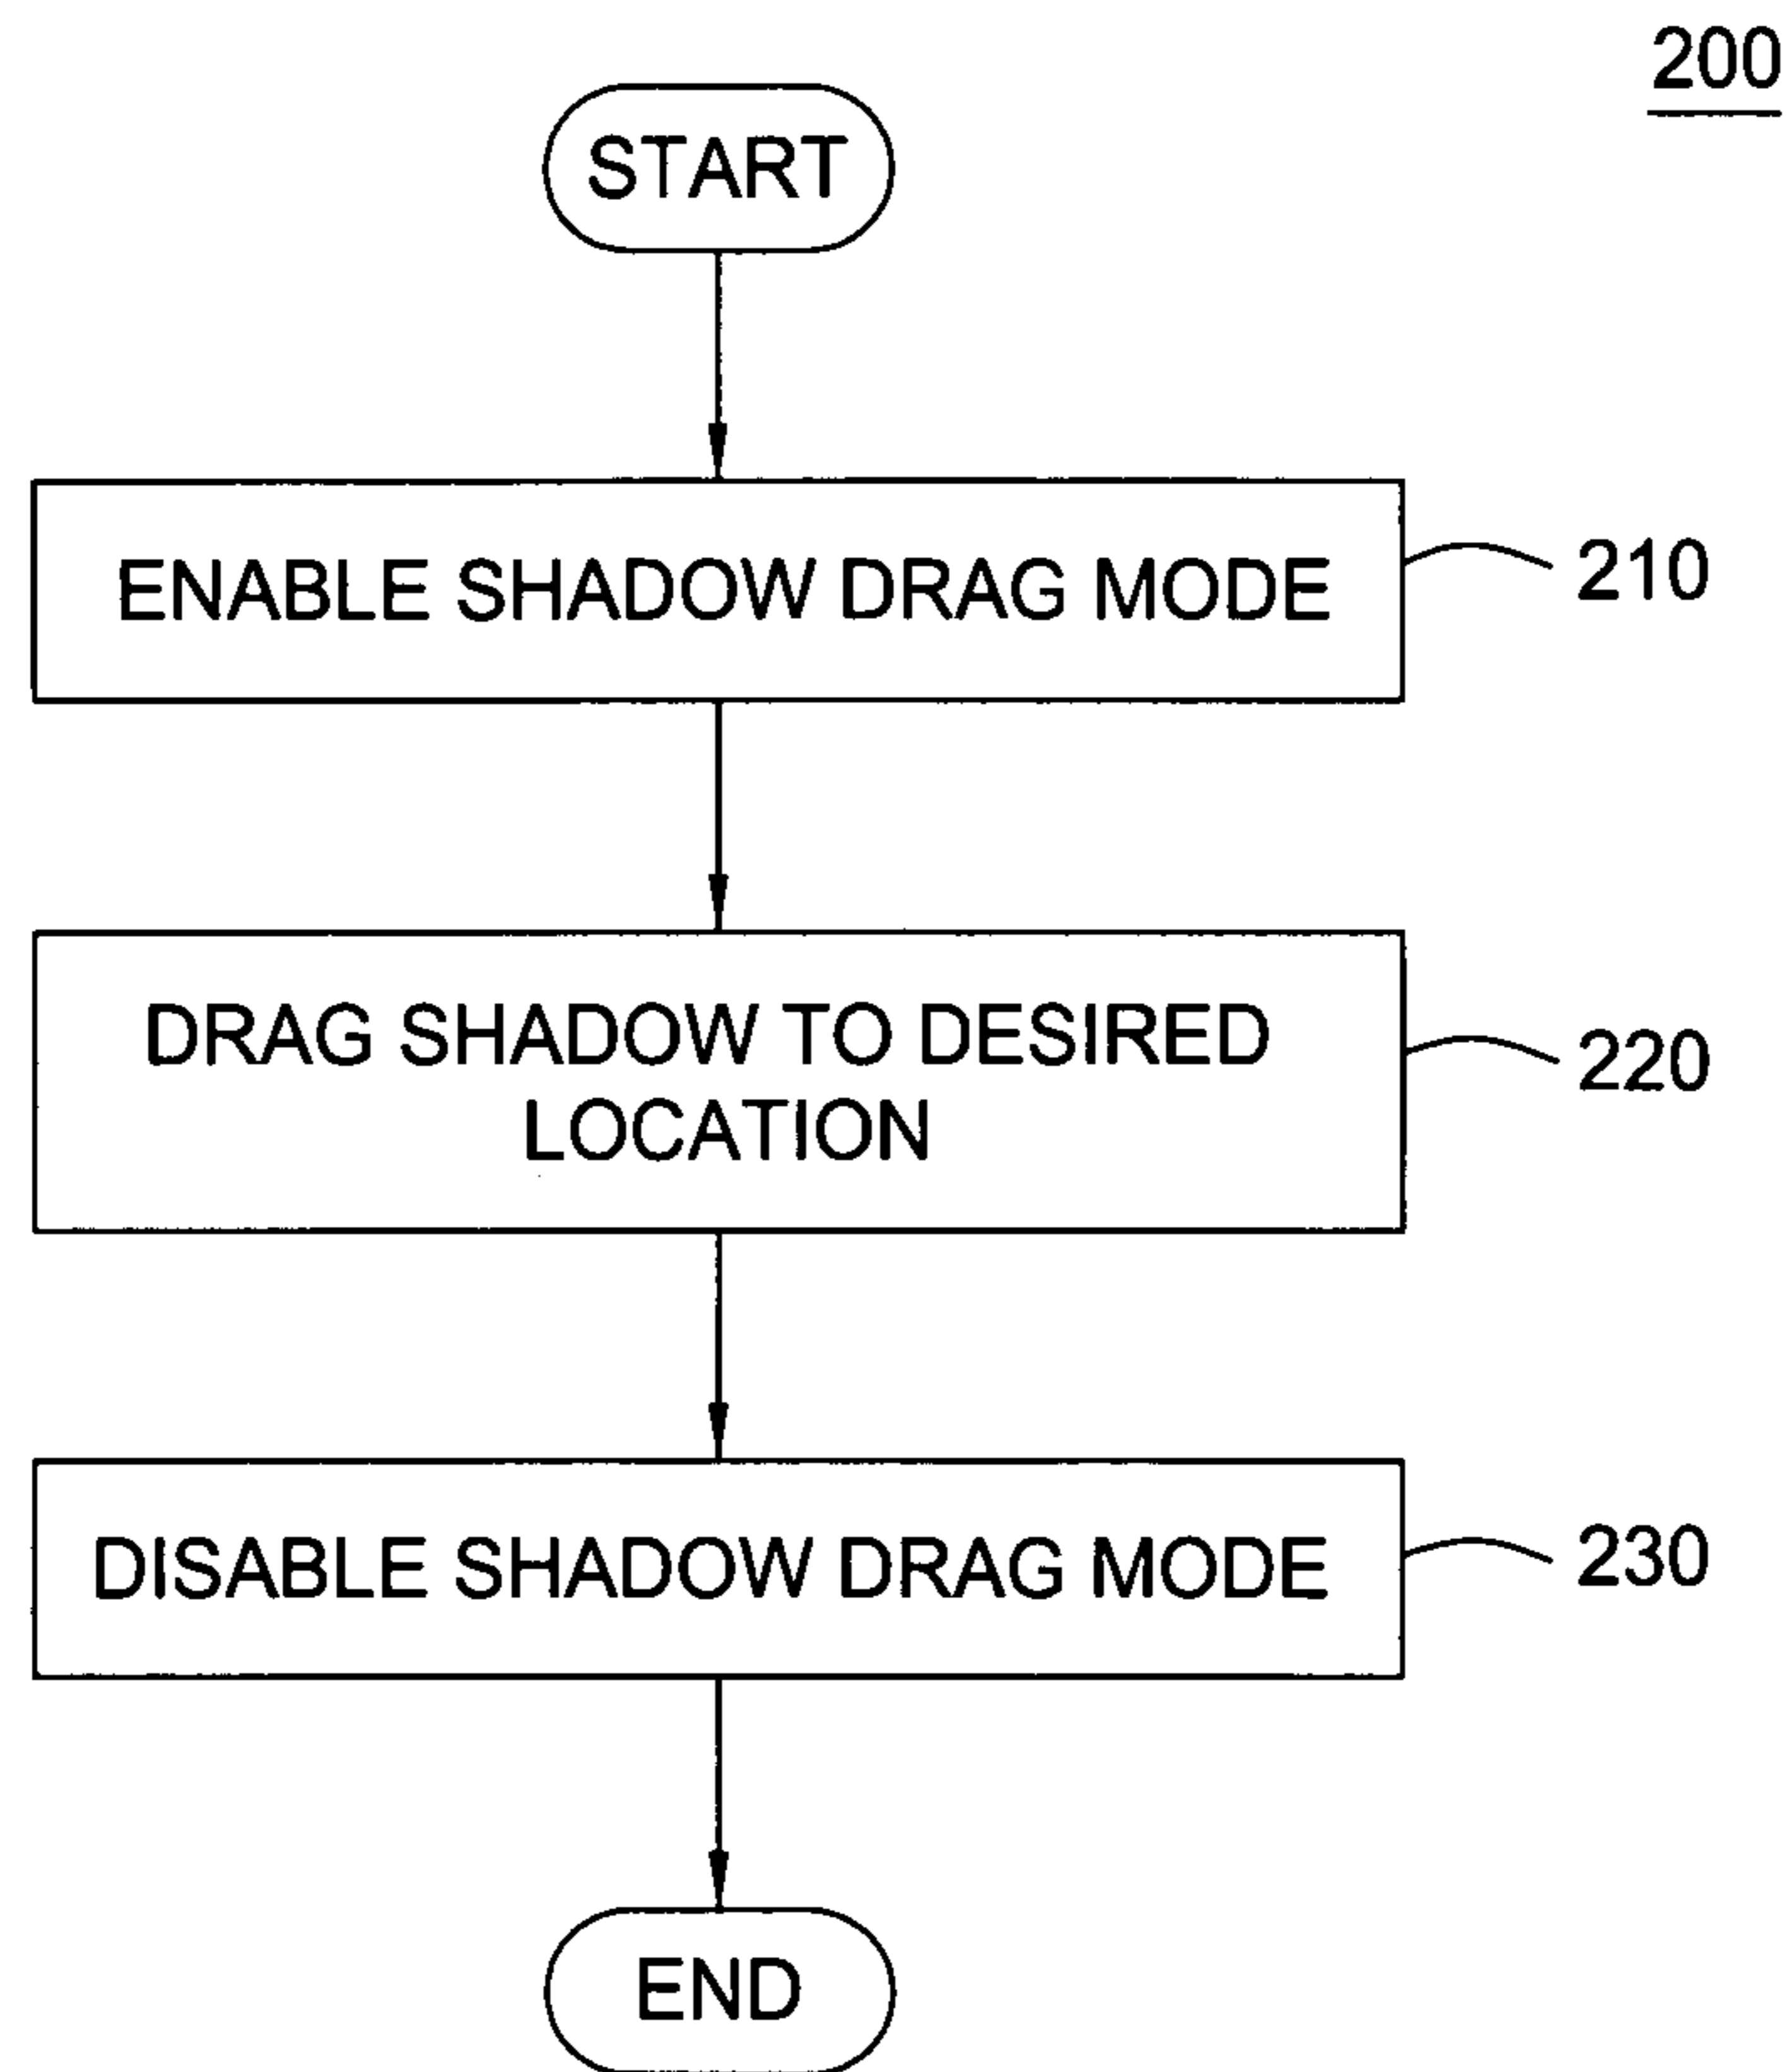 200
START
ENABLE SHADOW DRAG MODE
210
DRAG SHADOW TO DESIRED
LOCATION
220
DISABLE SHADOW DRAG MODE
230
END